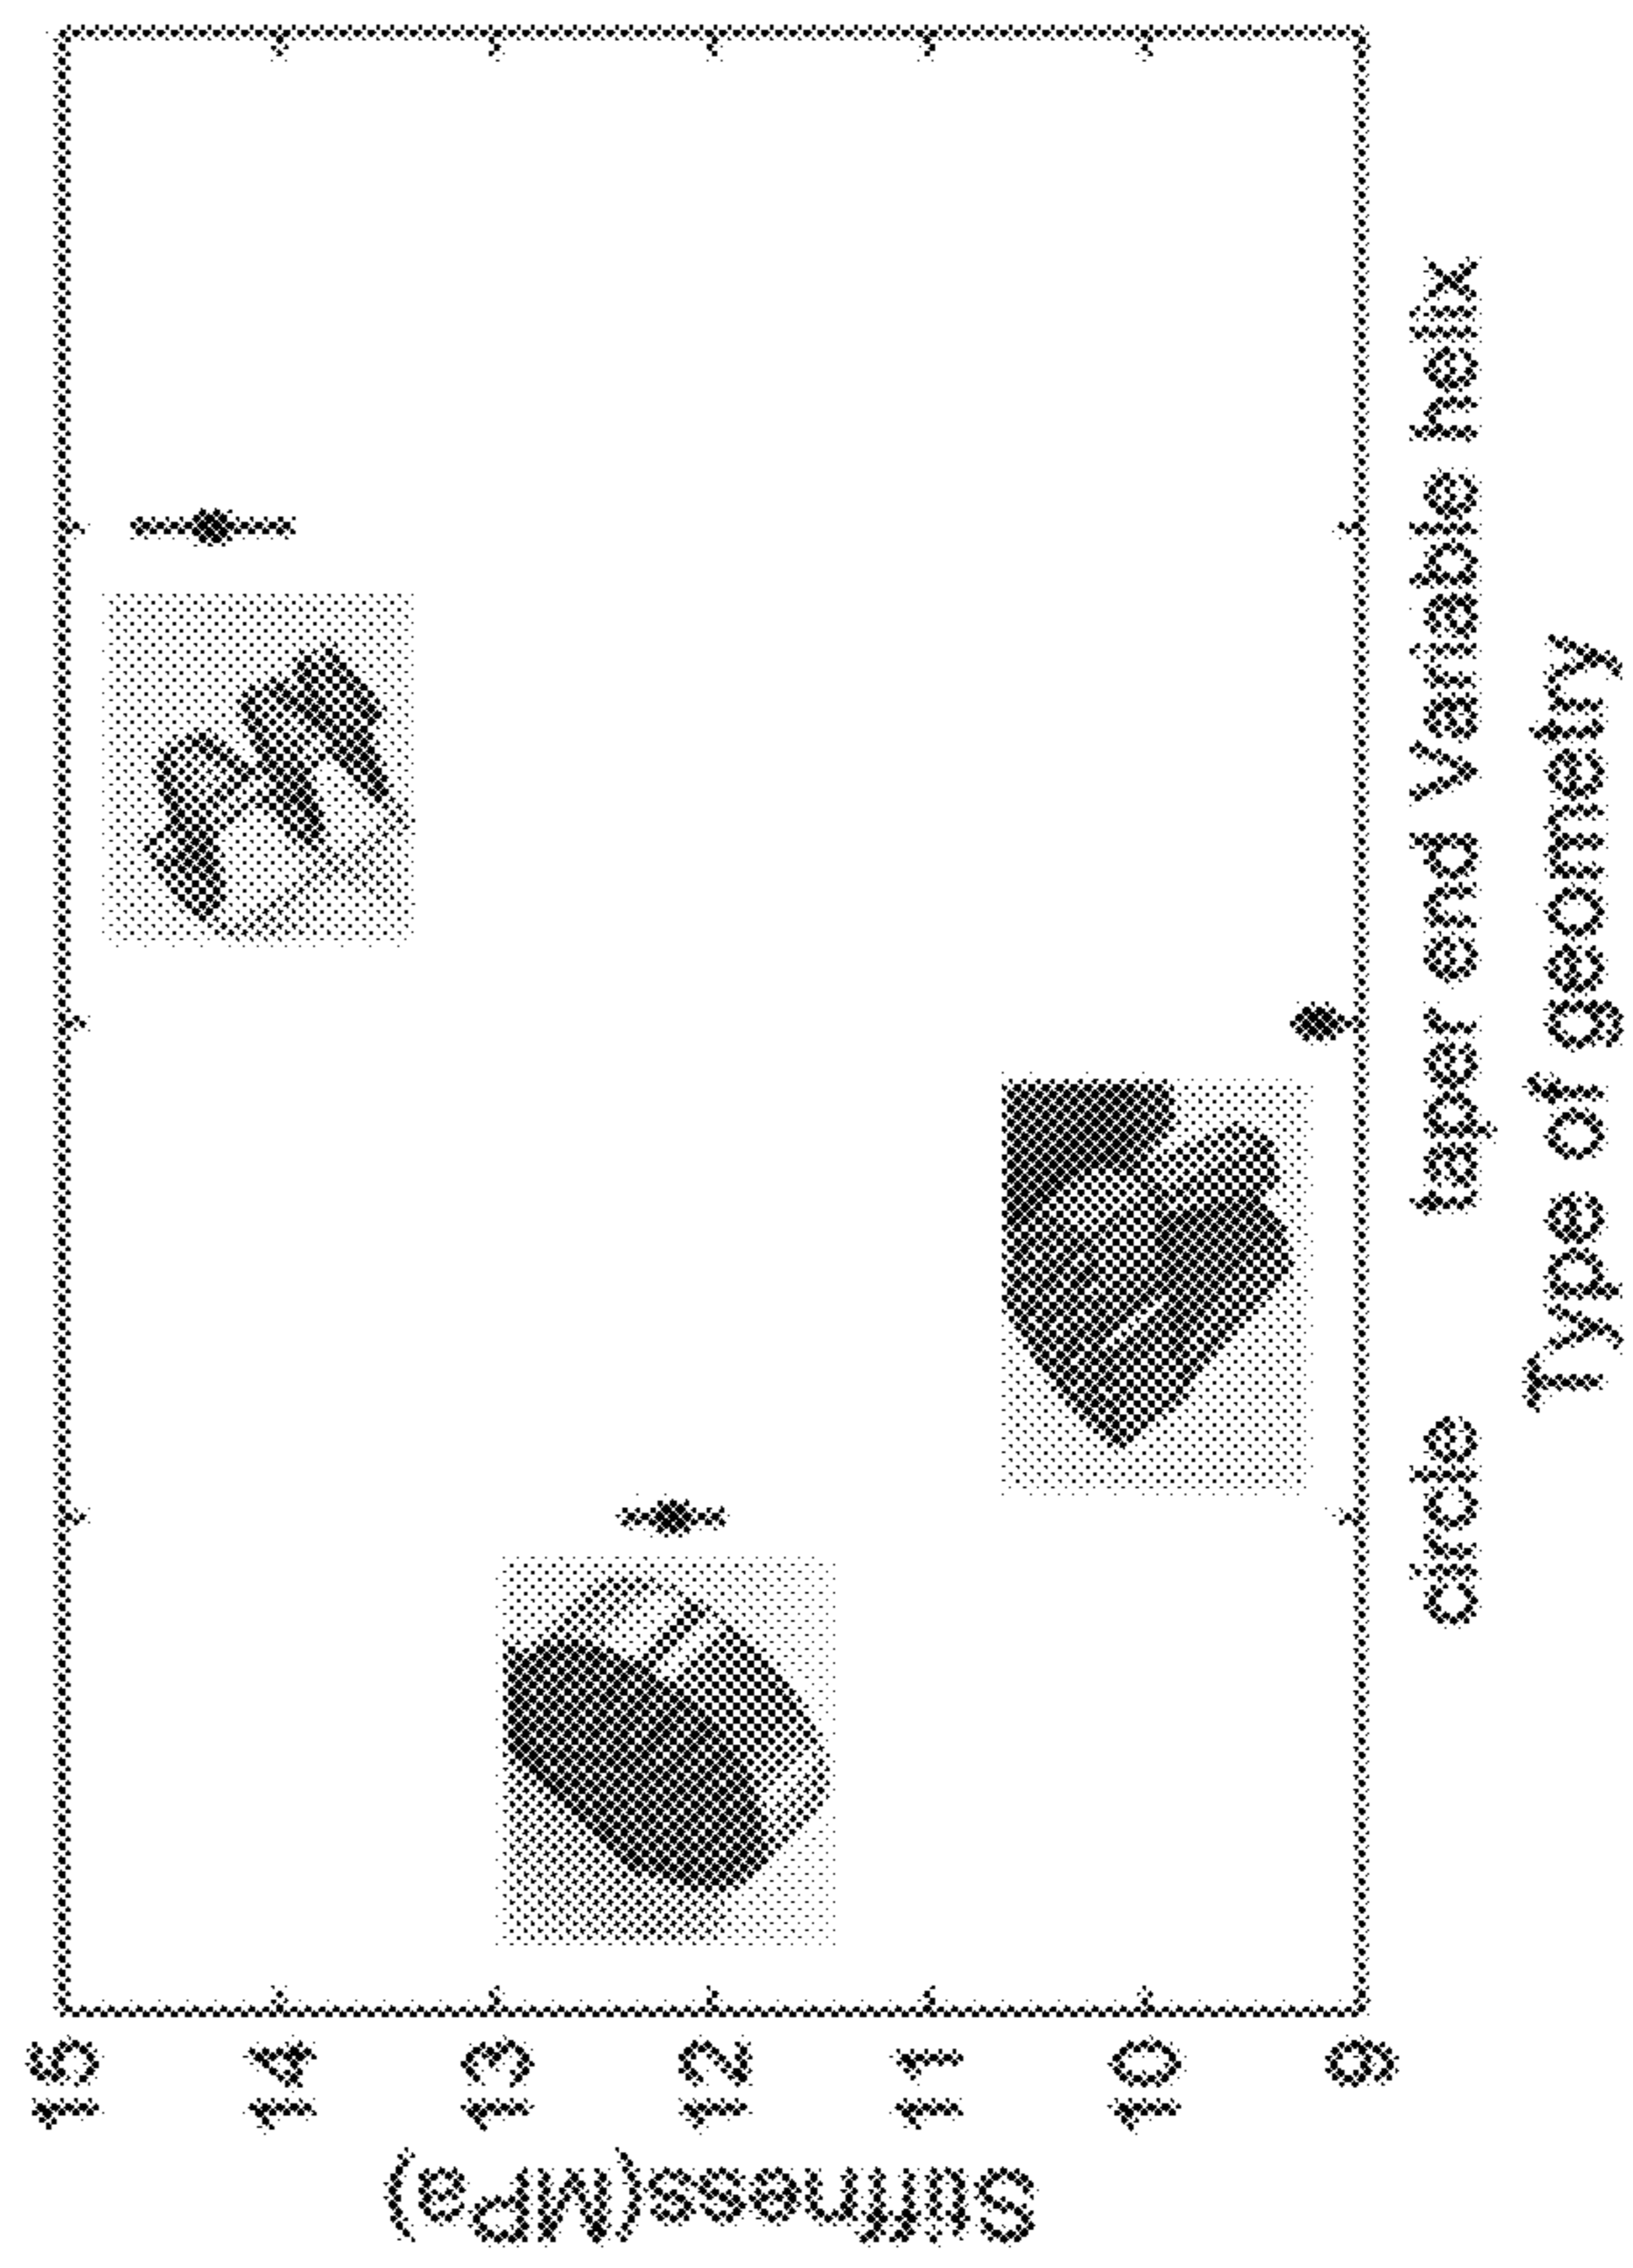 Stiffness(MPa)
15
14
13
12
11
10
9
circle taper end Variable helix
Type of geometry